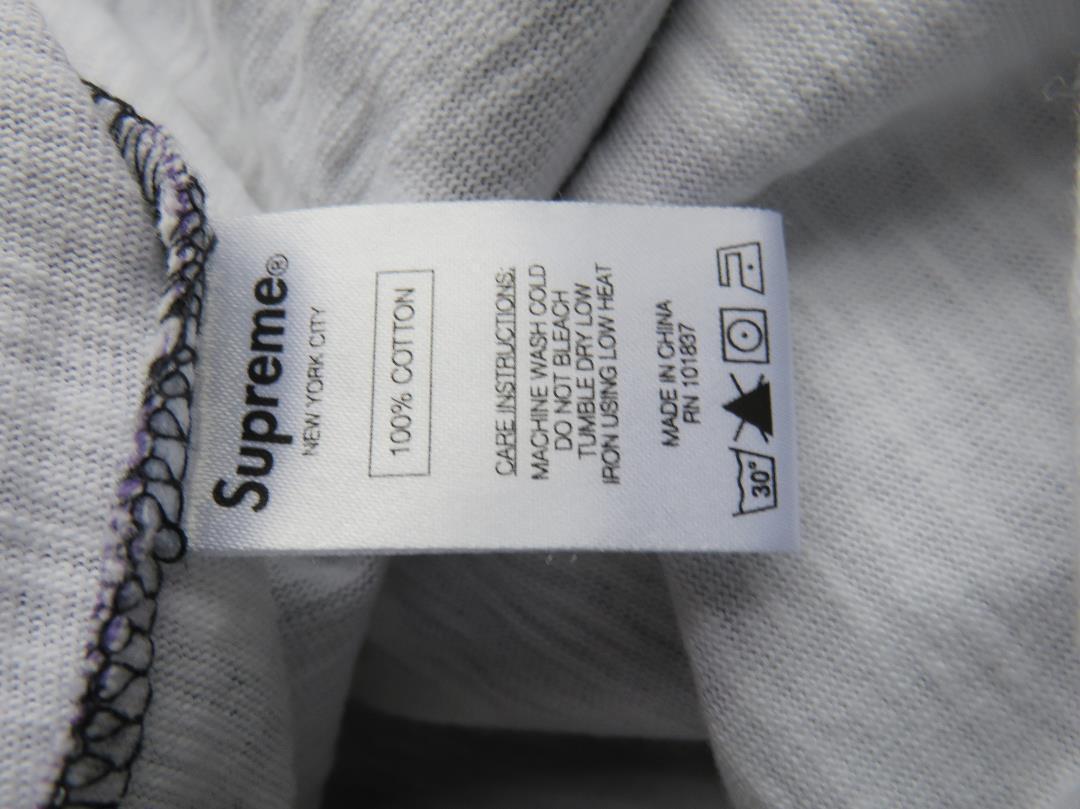 Supreme®
NEW YORK CITY
100% COTTON
CARE INSTRUCTIONS:
MACHINE WASH COLD
DO NOT BLEACH
TUMBLE DRY LOW
IRON USING LOW HEAT
MADE IN CHINA
RN 101837
30°